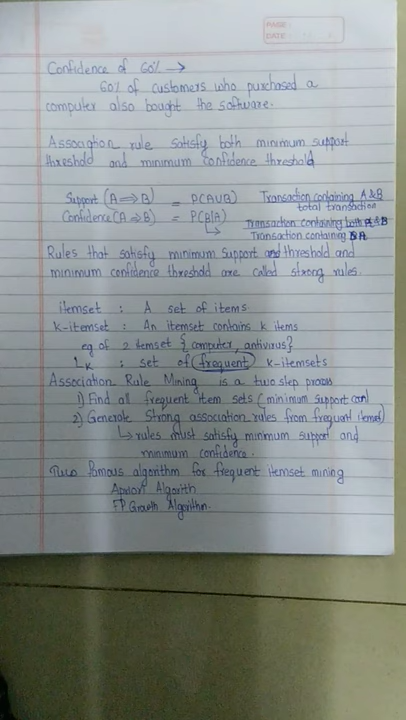 PAGE :
DATE :
Confidence of 60% →
60% of customers who purchased a
computer also bought the software.
Association rule satisfy both minimum support
threshold and minimum confidence threshold
Support (A ⇒ B) = P(AUB) Transaction containing A & B
total transaction
Confidence (A ⇒ B) = P(B|A) Transaction containing both A & B
↳ Transaction containing A
Rules that satisfy minimum support and threshold and
minimum confidence threshold are called strong rules.
itemset : A set of items.
K-itemset : An itemset contains k items
eg of 2 itemset { computer, antivirus}
LK : set of (frequent) k-itemsets
Association Rule Mining is a two step process
1) Find all frequent item sets (minimum support
2) Generate Strong association rules from frequent itemset)
↳ rules must satisfy minimum support and
minimum confidence.
Two famous algorithm for frequent itemset mining
Apriori Algorith
FP Growth Algorithm.